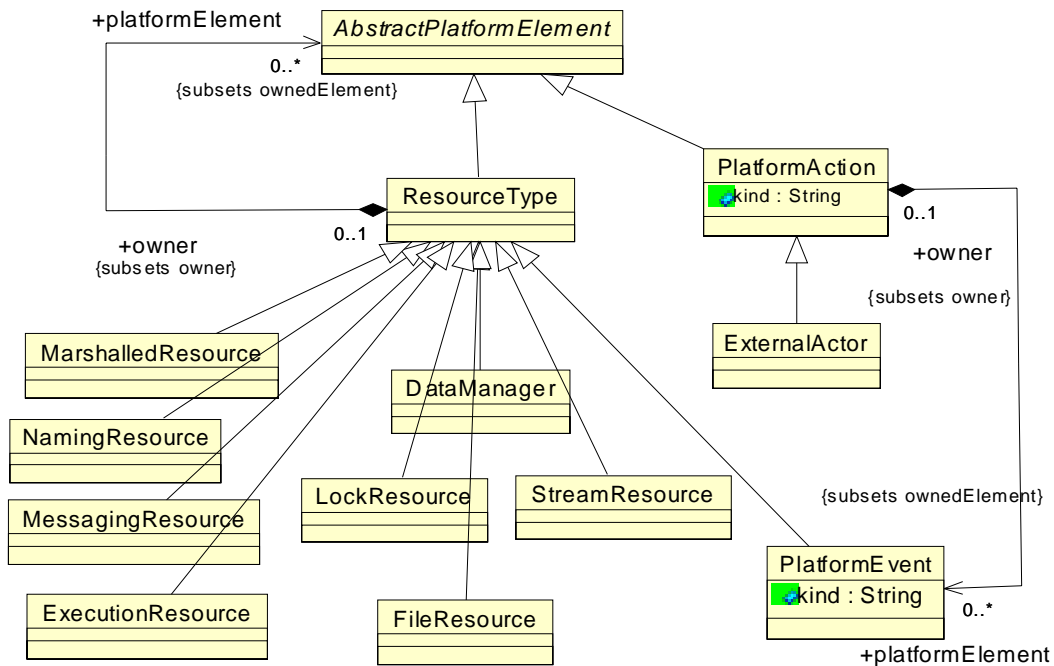 +platformElement
AbstractPlatformElement
0..*
{subsets ownedElement}
PlatformAction
kind : String
ResourceType
0..1
0..1
+owner
{subsets owner}
+owner
{subsets owner}
MarshalledResource
ExternalActor
DataManager
NamingResource
LockResource
StreamResource
{subsets ownedElement}
MessagingResource
PlatformEvent
kind : String
ExecutionResource
FileResource
0..*
+platformElement